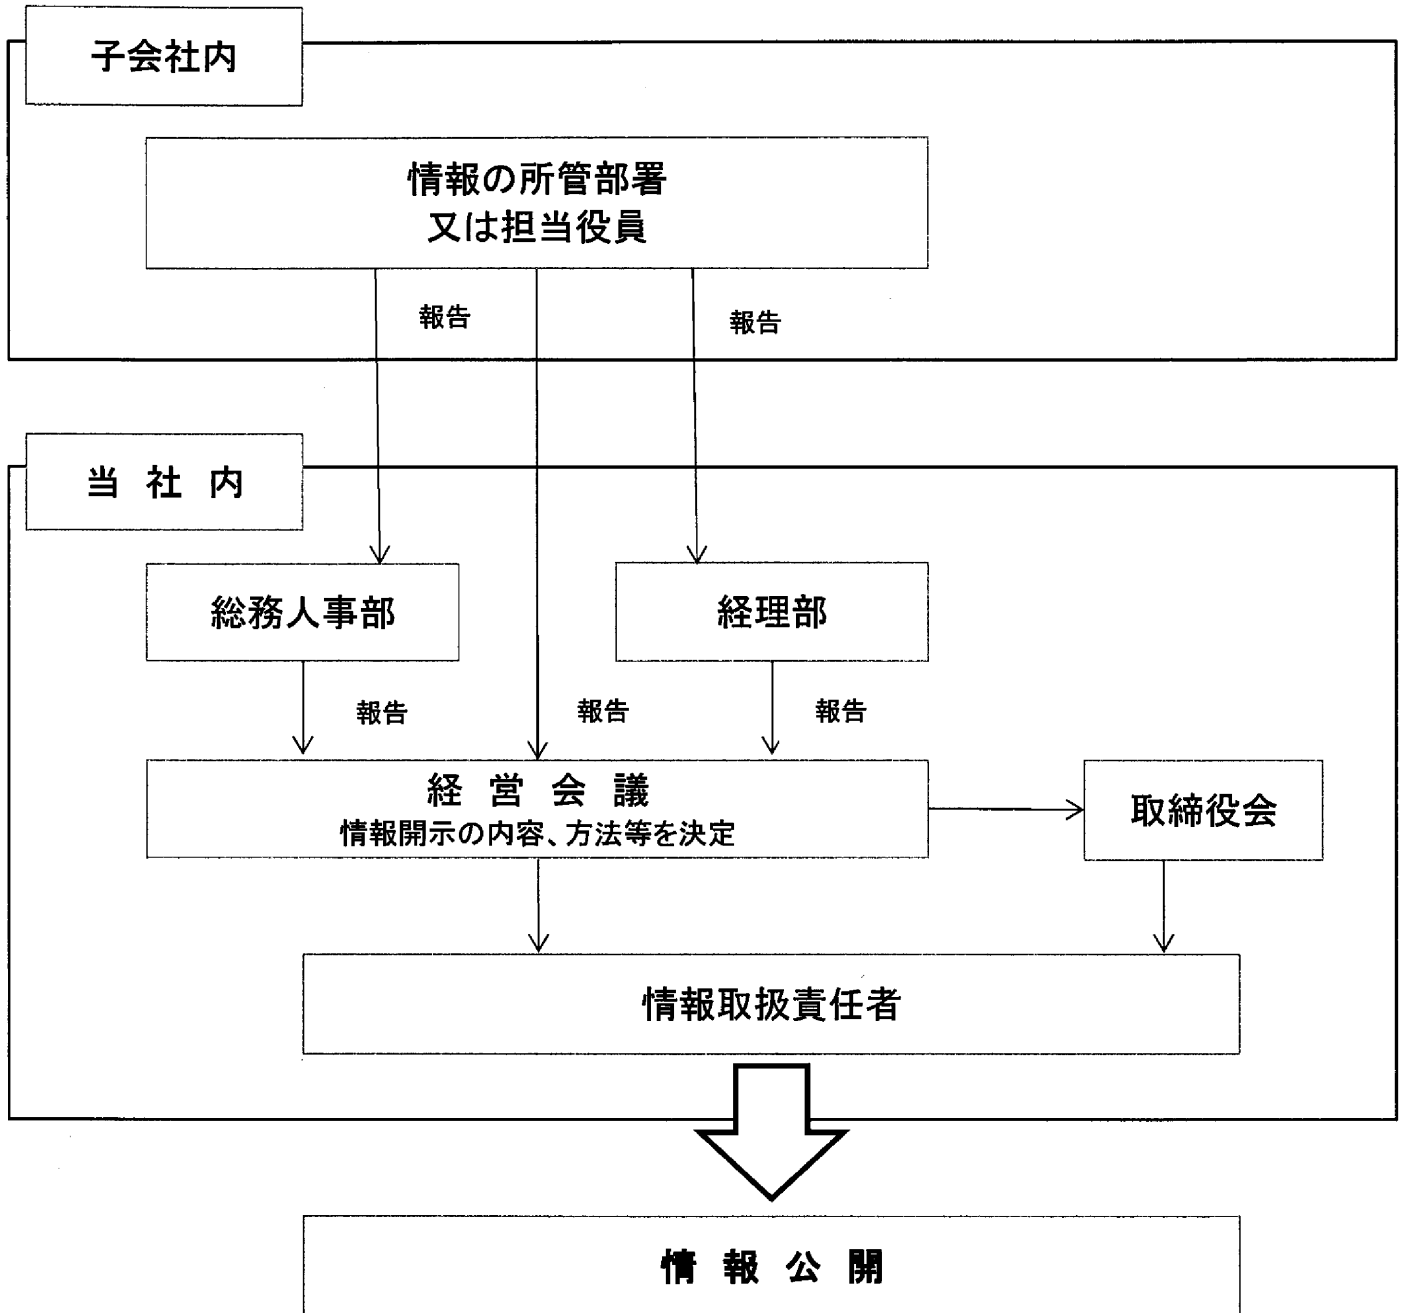 子会社内
情報の所管部署
又は担当役員
報告
報告
当 社 内
総務人事部
経理部
報告
報告
報告
経 営 会 議
情報開示の内容、方法等を決定
取締役会
情報取扱責任者
情 報 公 開